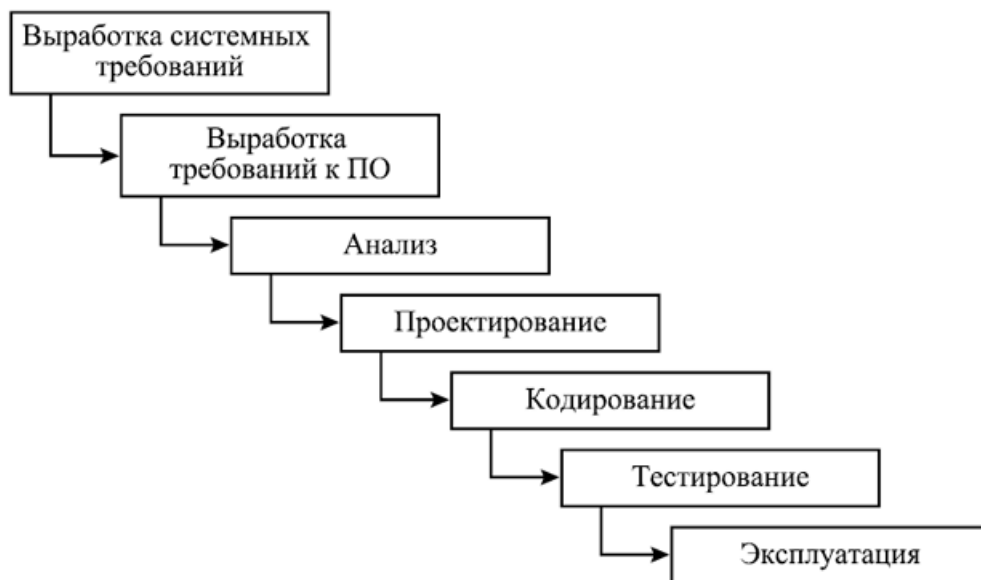 Выработка системных
требований
Выработка
требований к ПО
Анализ
Проектирование
Кодирование
Тестирование
Эксплуатация